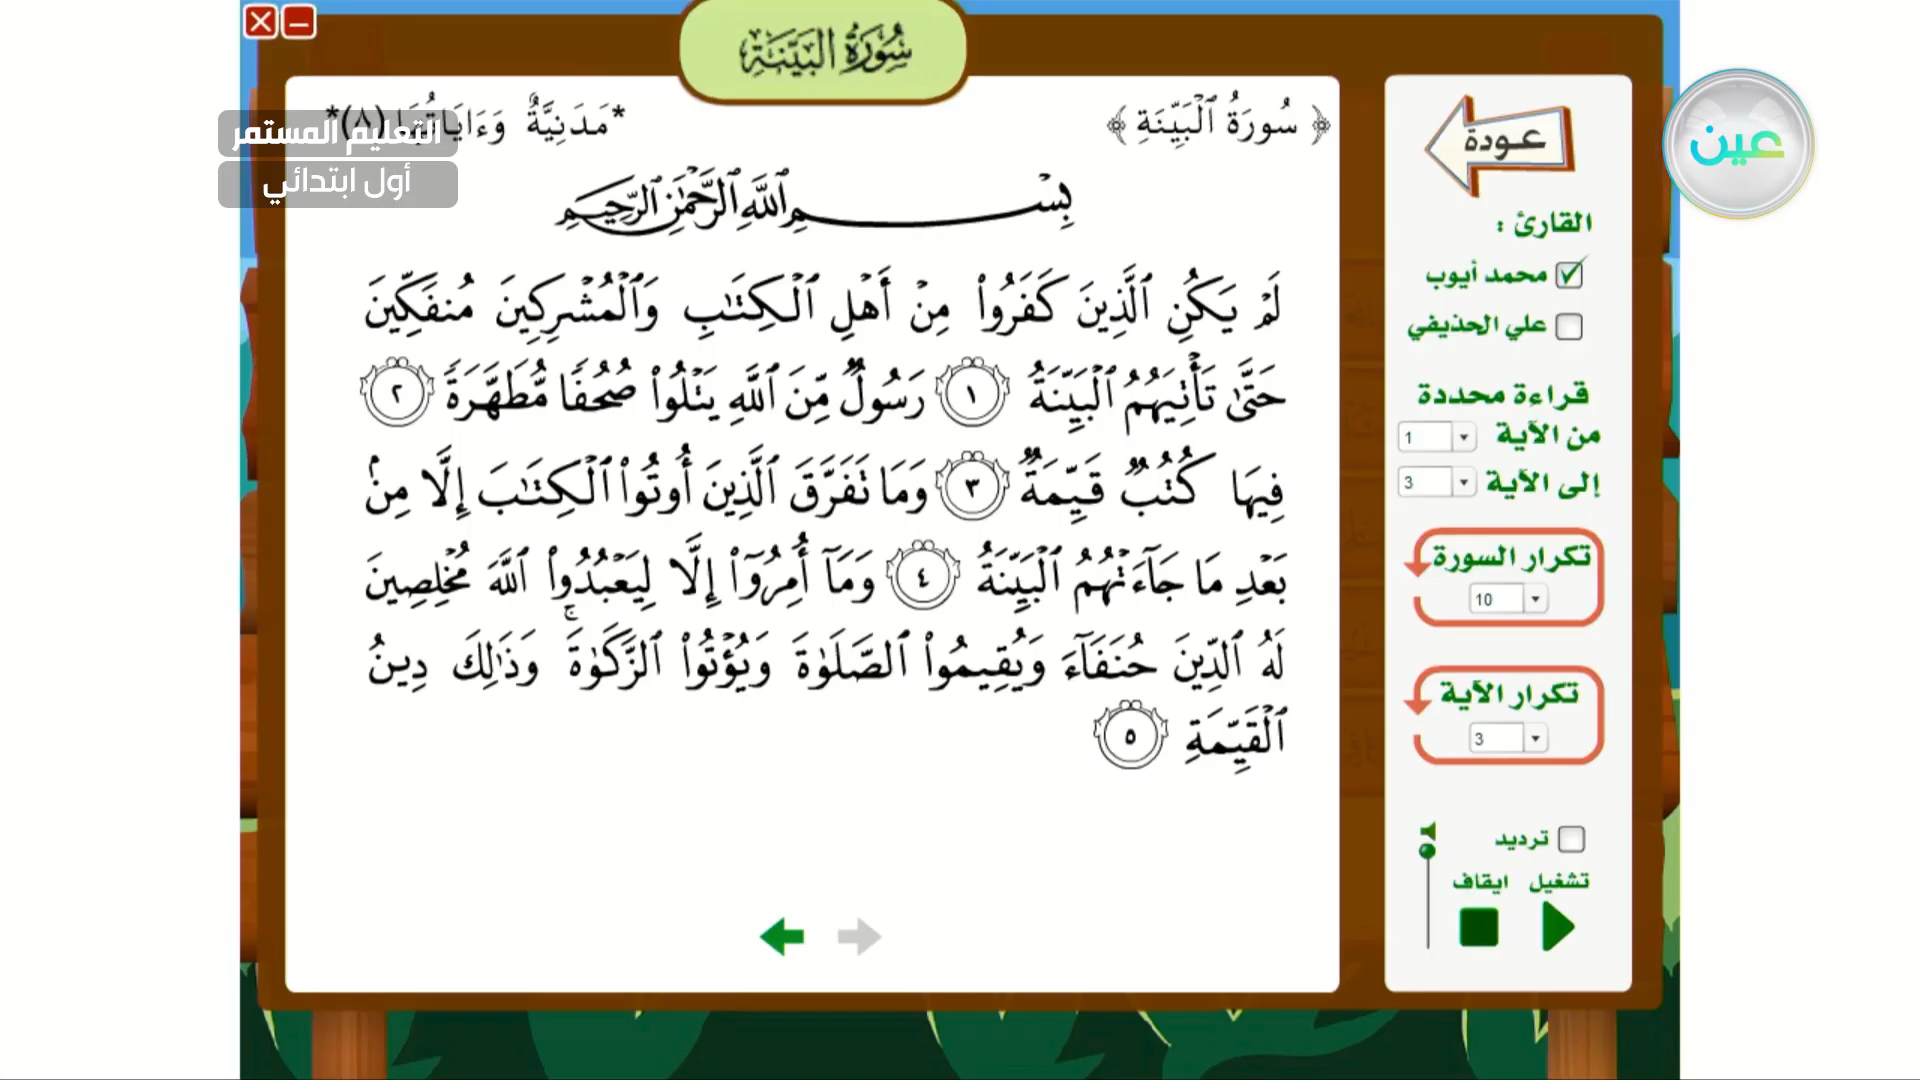 سُورَةُ البَيِّنَةِ
﴿ سُورَةُ ٱلْبَيِّنَةِ ﴾
*مَدَنِيَّةٌ وَءَايَاتُهَا (٨)*
التعليم المستمر
أول ابتدائي
بِسْمِ ٱللَّهِ ٱلرَّحْمَٰنِ ٱلرَّحِيمِ
لَمْ يَكُنِ ٱلَّذِينَ كَفَرُوا۟ مِنْ أَهْلِ ٱلْكِتَٰبِ وَٱلْمُشْرِكِينَ مُنفَكِّينَ
حَتَّىٰ تَأْتِيَهُمُ ٱلْبَيِّنَةُ ١ رَسُولٌ مِّنَ ٱللَّهِ يَتْلُوا۟ صُحُفًا مُّطَهَّرَةً ٢
فِيهَا كُتُبٌ قَيِّمَةٌ ٣ وَمَا تَفَرَّقَ ٱلَّذِينَ أُوتُوا۟ ٱلْكِتَٰبَ إِلَّا مِنۢ
بَعْدِ مَا جَآءَتْهُمُ ٱلْبَيِّنَةُ ٤ وَمَآ أُمِرُوٓا۟ إِلَّا لِيَعْبُدُوا۟ ٱللَّهَ مُخْلِصِينَ
لَهُ ٱلدِّينَ حُنَفَآءَ وَيُقِيمُوا۟ ٱلصَّلَوٰةَ وَيُؤْتُوا۟ ٱلزَّكَوٰةَ ۚ وَذَٰلِكَ دِينُ
ٱلْقَيِّمَةِ ٥
عودة
عين
القارئ :
محمد أيوب
علي الحذيفي
قراءة محددة
من الآية 1
إلى الآية 3
تكرار السورة
10
تكرار الآية
3
ترديد
تشغيل ايقاف